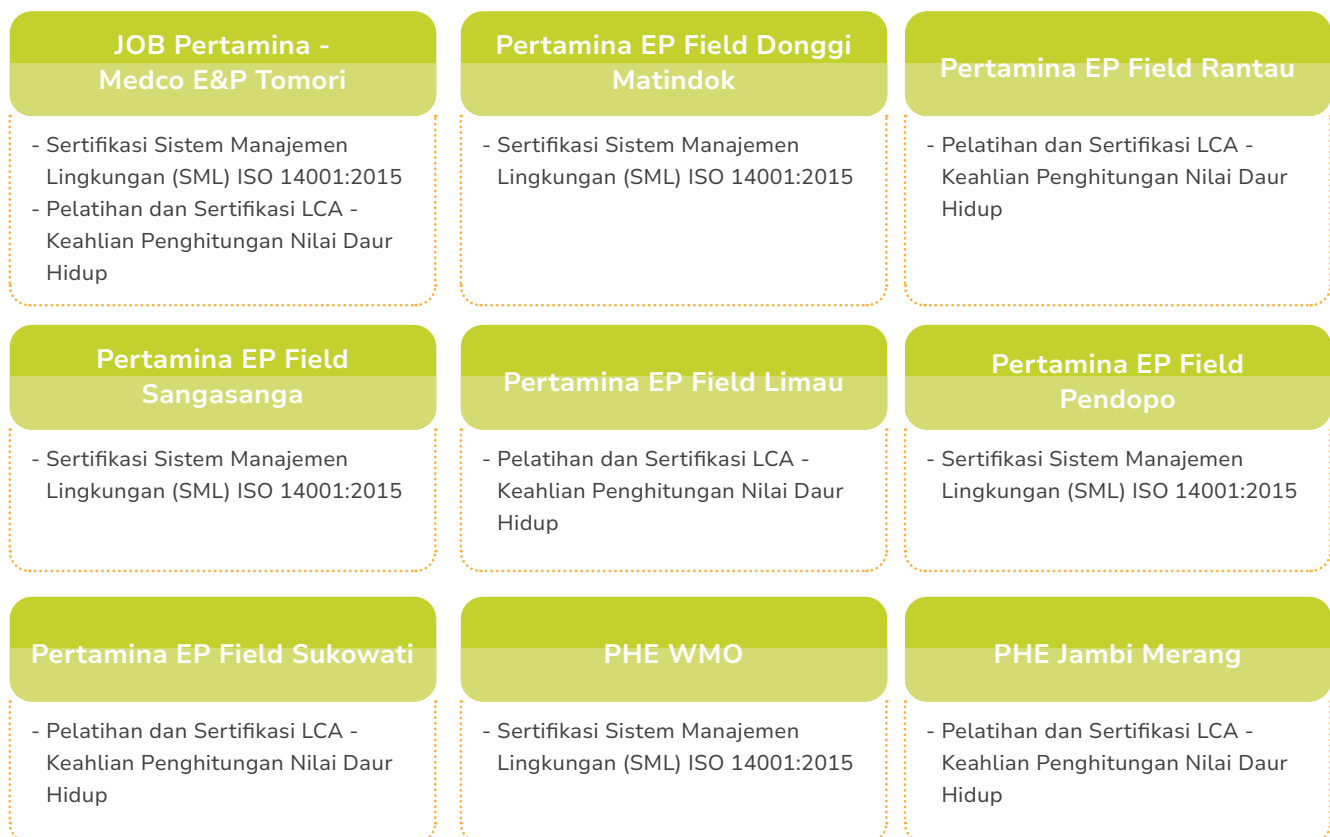 JOB Pertamina -
Medco E&P Tomori
- Sertifikasi Sistem Manajemen
Lingkungan (SML) ISO 14001:2015
- Pelatihan dan Sertifikasi LCA -
Keahlian Penghitungan Nilai Daur
Hidup
Pertamina EP Field Donggi
Matindok
- Sertifikasi Sistem Manajemen
Lingkungan (SML) ISO 14001:2015
Pertamina EP Field Rantau
- Pelatihan dan Sertifikasi LCA -
Keahlian Penghitungan Nilai Daur
Hidup
Pertamina EP Field
Sangasanga
- Sertifikasi Sistem Manajemen
Lingkungan (SML) ISO 14001:2015
Pertamina EP Field Limau
- Pelatihan dan Sertifikasi LCA -
Keahlian Penghitungan Nilai Daur
Hidup
Pertamina EP Field
Pendopo
- Sertifikasi Sistem Manajemen
Lingkungan (SML) ISO 14001:2015
Pertamina EP Field Sukowati
- Pelatihan dan Sertifikasi LCA -
Keahlian Penghitungan Nilai Daur
Hidup
PHE WMO
- Sertifikasi Sistem Manajemen
Lingkungan (SML) ISO 14001:2015
PHE Jambi Merang
- Pelatihan dan Sertifikasi LCA -
Keahlian Penghitungan Nilai Daur
Hidup